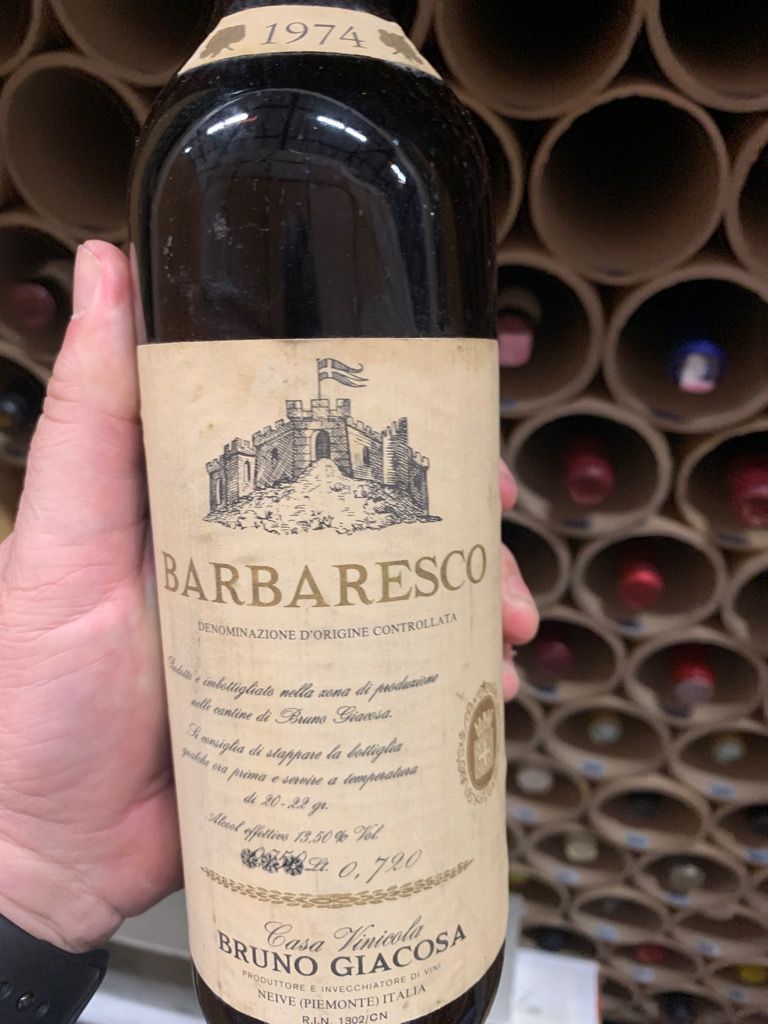 1974
BARBARESCO
DENOMINAZIONE D'ORIGINE CONTROLLATA
Prodotto e imbottigliato nella zona di produzione
nelle cantine di Bruno Giacosa.
Si consiglia di stappare la bottiglia
qualche ora prima e servire a temperatura
di 20-22 gr.
Alcool effettivo 13,50% Vol.
Lt. 0,720
Casa Vinicola
BRUNO GIACOSA
PRODUTTORE E INVECCHIATORE DI VINI
NEIVE (PIEMONTE) ITALIA
R.I.N. 1302/CN